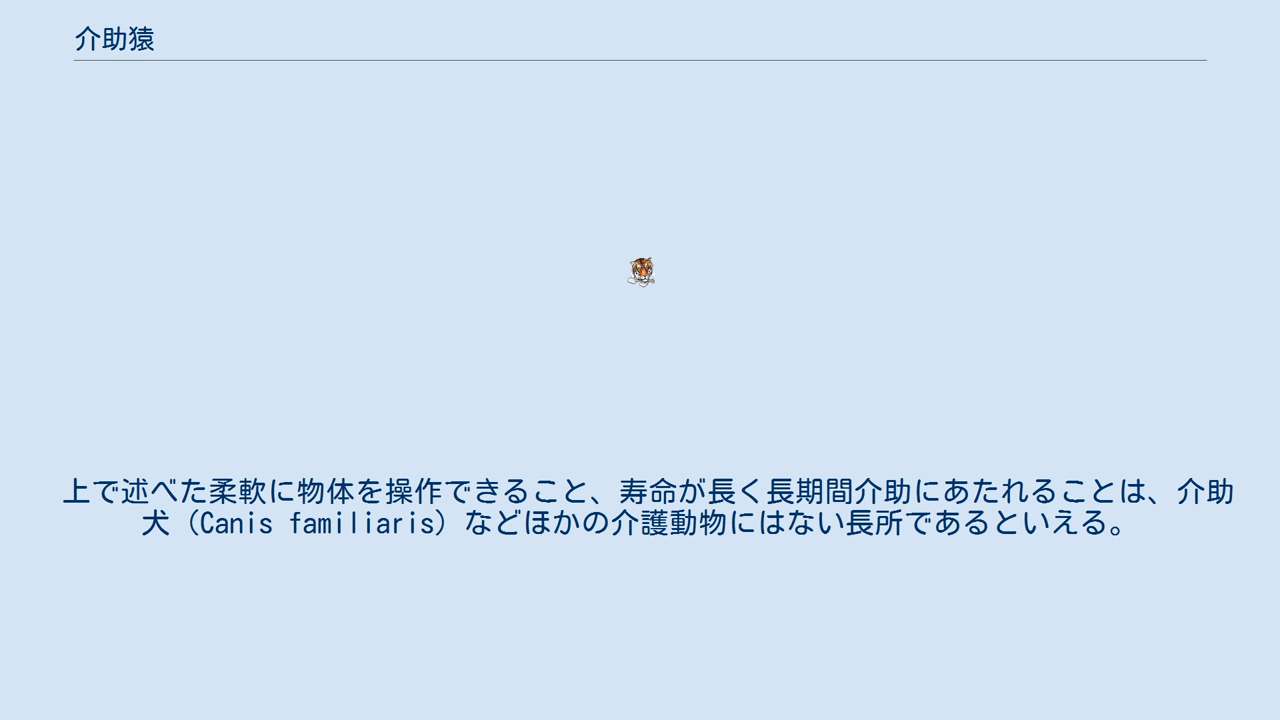 介助猿
上で述べた柔軟に物体を操作できること、寿命が長く長期間介助にあたれることは、介助
犬（Canis familiaris）などほかの介護動物にはない長所であるといえる。